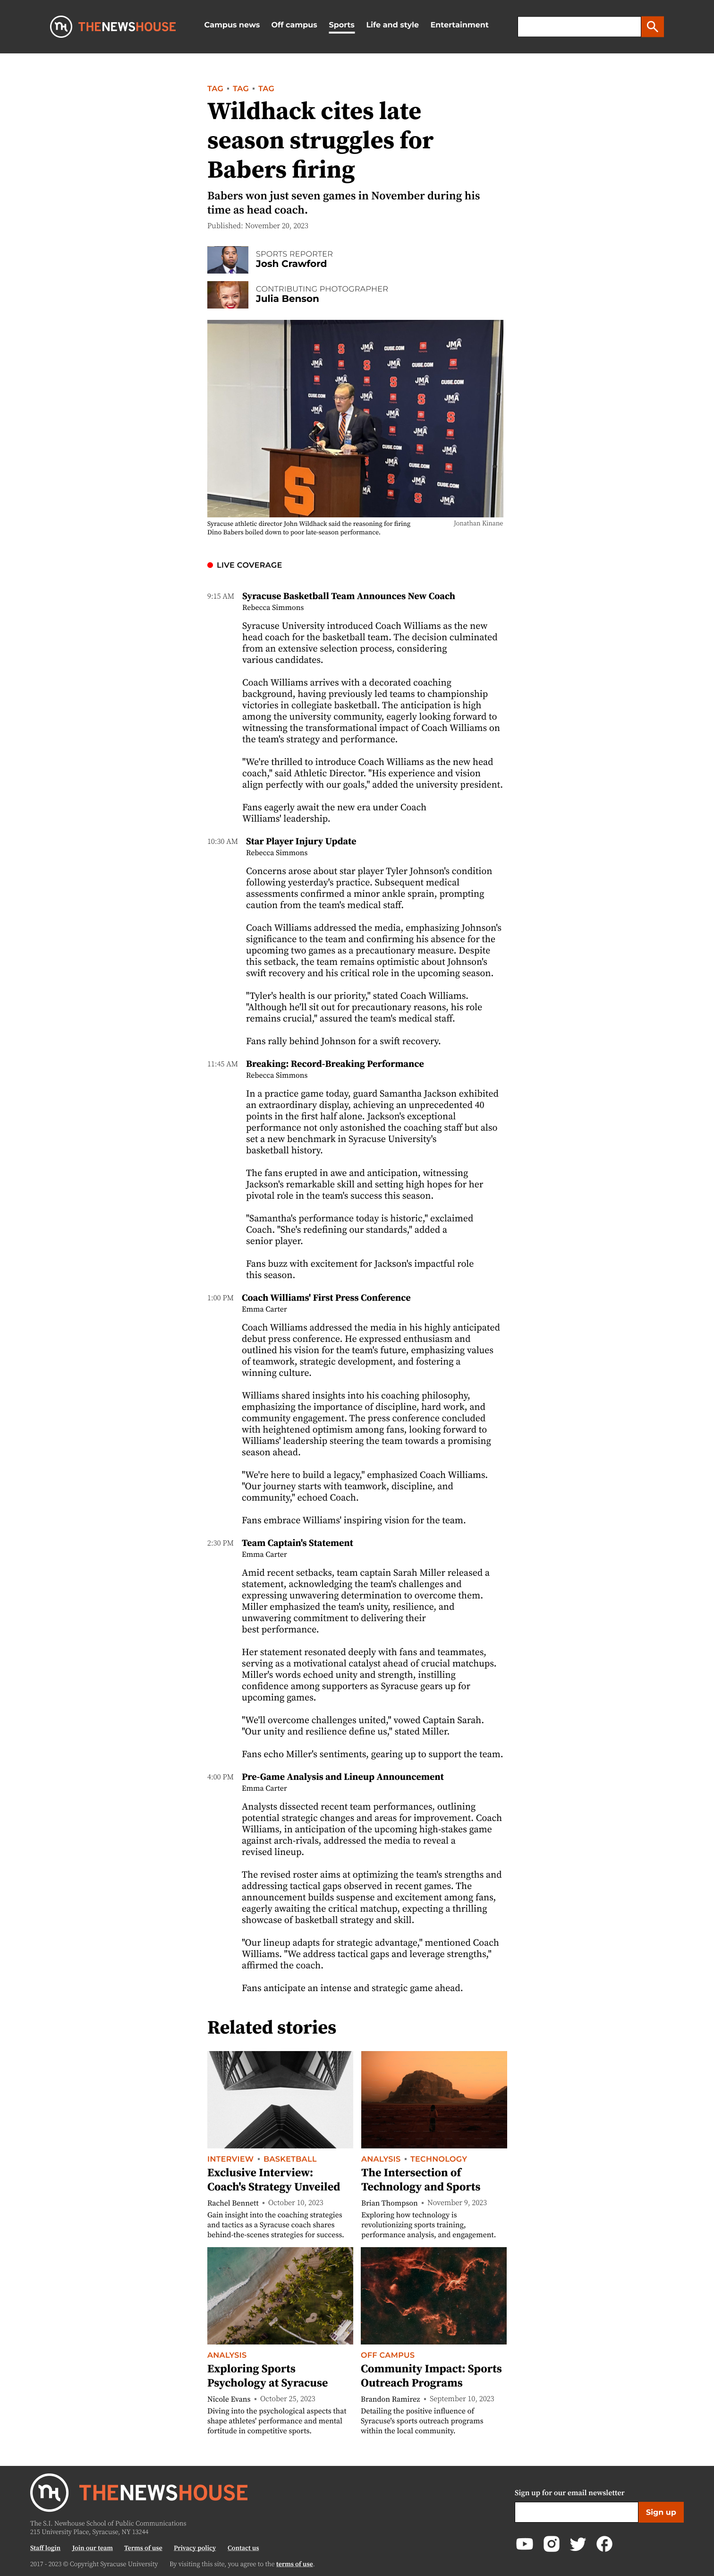 THENEWSHOUSE
Campus news
Off campus
Sports
Life and style
Entertainment
TAG • TAG • TAG
Wildhack cites late
season struggles for
Babers firing
Babers won just seven games in November during his
time as head coach.
Published: November 20, 2023
SPORTS REPORTER
Josh Crawford
CONTRIBUTING PHOTOGRAPHER
Julia Benson
Syracuse athletic director John Wildhack said the reasoning for firing
Dino Babers boiled down to poor late-season performance.
Jonathan Kinane
LIVE COVERAGE
9:15 AM
Syracuse Basketball Team Announces New Coach
Rebecca Simmons
Syracuse University introduced Coach Williams as the new
head coach for the basketball team. The decision culminated
from an extensive selection process, considering
various candidates.
Coach Williams arrives with a decorated coaching
background, having previously led teams to championship
victories in collegiate basketball. The anticipation is high
among the university community, eagerly looking forward to
witnessing the transformational impact of Coach Williams on
the team's strategy and performance.
"We're thrilled to introduce Coach Williams as the new head
coach," said Athletic Director. "His experience and vision
align perfectly with our goals," added the university president.
Fans eagerly await the new era under Coach
Williams' leadership.
10:30 AM
Star Player Injury Update
Rebecca Simmons
Concerns arose about star player Tyler Johnson's condition
following yesterday's practice. Subsequent medical
assessments confirmed a minor ankle sprain, prompting
caution from the team's medical staff.
Coach Williams addressed the media, emphasizing Johnson's
significance to the team and confirming his absence for the
upcoming two games as a precautionary measure. Despite
this setback, the team remains optimistic about Johnson's
swift recovery and his critical role in the upcoming season.
"Tyler's health is our priority," stated Coach Williams.
"Although he'll sit out for precautionary reasons, his role
remains crucial," assured the team's medical staff.
Fans rally behind Johnson for a swift recovery.
11:45 AM
Breaking: Record-Breaking Performance
Rebecca Simmons
In a practice game today, guard Samantha Jackson exhibited
an extraordinary display, achieving an unprecedented 40
points in the first half alone. Jackson's exceptional
performance not only astonished the coaching staff but also
set a new benchmark in Syracuse University's
basketball history.
The fans erupted in awe and anticipation, witnessing
Jackson's remarkable skill and setting high hopes for her
pivotal role in the team's success this season.
"Samantha's performance today is historic," exclaimed
Coach. "She's redefining our standards," added a
senior player.
Fans buzz with excitement for Jackson's impactful role
this season.
1:00 PM
Coach Williams' First Press Conference
Emma Carter
Coach Williams addressed the media in his highly anticipated
debut press conference. He expressed enthusiasm and
outlined his vision for the team's future, emphasizing values
of teamwork, strategic development, and fostering a
winning culture.
Williams shared insights into his coaching philosophy,
emphasizing the importance of discipline, hard work, and
community engagement. The press conference concluded
with heightened optimism among fans, looking forward to
Williams' leadership steering the team towards a promising
season ahead.
"We're here to build a legacy," emphasized Coach Williams.
"Our journey starts with teamwork, discipline, and
community," echoed Coach.
Fans embrace Williams' inspiring vision for the team.
2:30 PM
Team Captain's Statement
Emma Carter
Amid recent setbacks, team captain Sarah Miller released a
statement, acknowledging the team's challenges and
expressing unwavering determination to overcome them.
Miller emphasized the team's unity, resilience, and
unwavering commitment to delivering their
best performance.
Her statement resonated deeply with fans and teammates,
serving as a motivational catalyst ahead of crucial matchups.
Miller's words echoed unity and strength, instilling
confidence among supporters as Syracuse gears up for
upcoming games.
"We'll overcome challenges united," vowed Captain Sarah.
"Our unity and resilience define us," stated Miller.
Fans echo Miller's sentiments, gearing up to support the team.
4:00 PM
Pre-Game Analysis and Lineup Announcement
Emma Carter
Analysts dissected recent team performances, outlining
potential strategic changes and areas for improvement. Coach
Williams, in anticipation of the upcoming high-stakes game
against arch-rivals, addressed the media to reveal a
revised lineup.
The revised roster aims at optimizing the team's strengths and
addressing tactical gaps observed in recent games. The
announcement builds suspense and excitement among fans,
eagerly awaiting the critical matchup, expecting a thrilling
showcase of basketball strategy and skill.
"Our lineup adapts for strategic advantage," mentioned Coach
Williams. "We address tactical gaps and leverage strengths,"
affirmed the coach.
Fans anticipate an intense and strategic game ahead.
Related stories
INTERVIEW • BASKETBALL
Exclusive Interview:
Coach's Strategy Unveiled
Rachel Bennett • October 10, 2023
Gain insight into the coaching strategies
and tactics as a Syracuse coach shares
behind-the-scenes strategies for success.
ANALYSIS • TECHNOLOGY
The Intersection of
Technology and Sports
Brian Thompson • November 9, 2023
Exploring how technology is
revolutionizing sports training,
performance analysis, and engagement.
ANALYSIS
Exploring Sports
Psychology at Syracuse
Nicole Evans • October 25, 2023
Diving into the psychological aspects that
shape athletes' performance and mental
fortitude in competitive sports.
OFF CAMPUS
Community Impact: Sports
Outreach Programs
Brandon Ramirez • September 10, 2023
Detailing the positive influence of
Syracuse's sports outreach programs
within the local community.
THENEWSHOUSE
The S.I. Newhouse School of Public Communications
215 University Place, Syracuse, NY 13244
Staff login
Join our team
Terms of use
Privacy policy
Contact us
2017 - 2023 © Copyright Syracuse University
By visiting this site, you agree to the terms of use.
Sign up for our email newsletter
Sign up